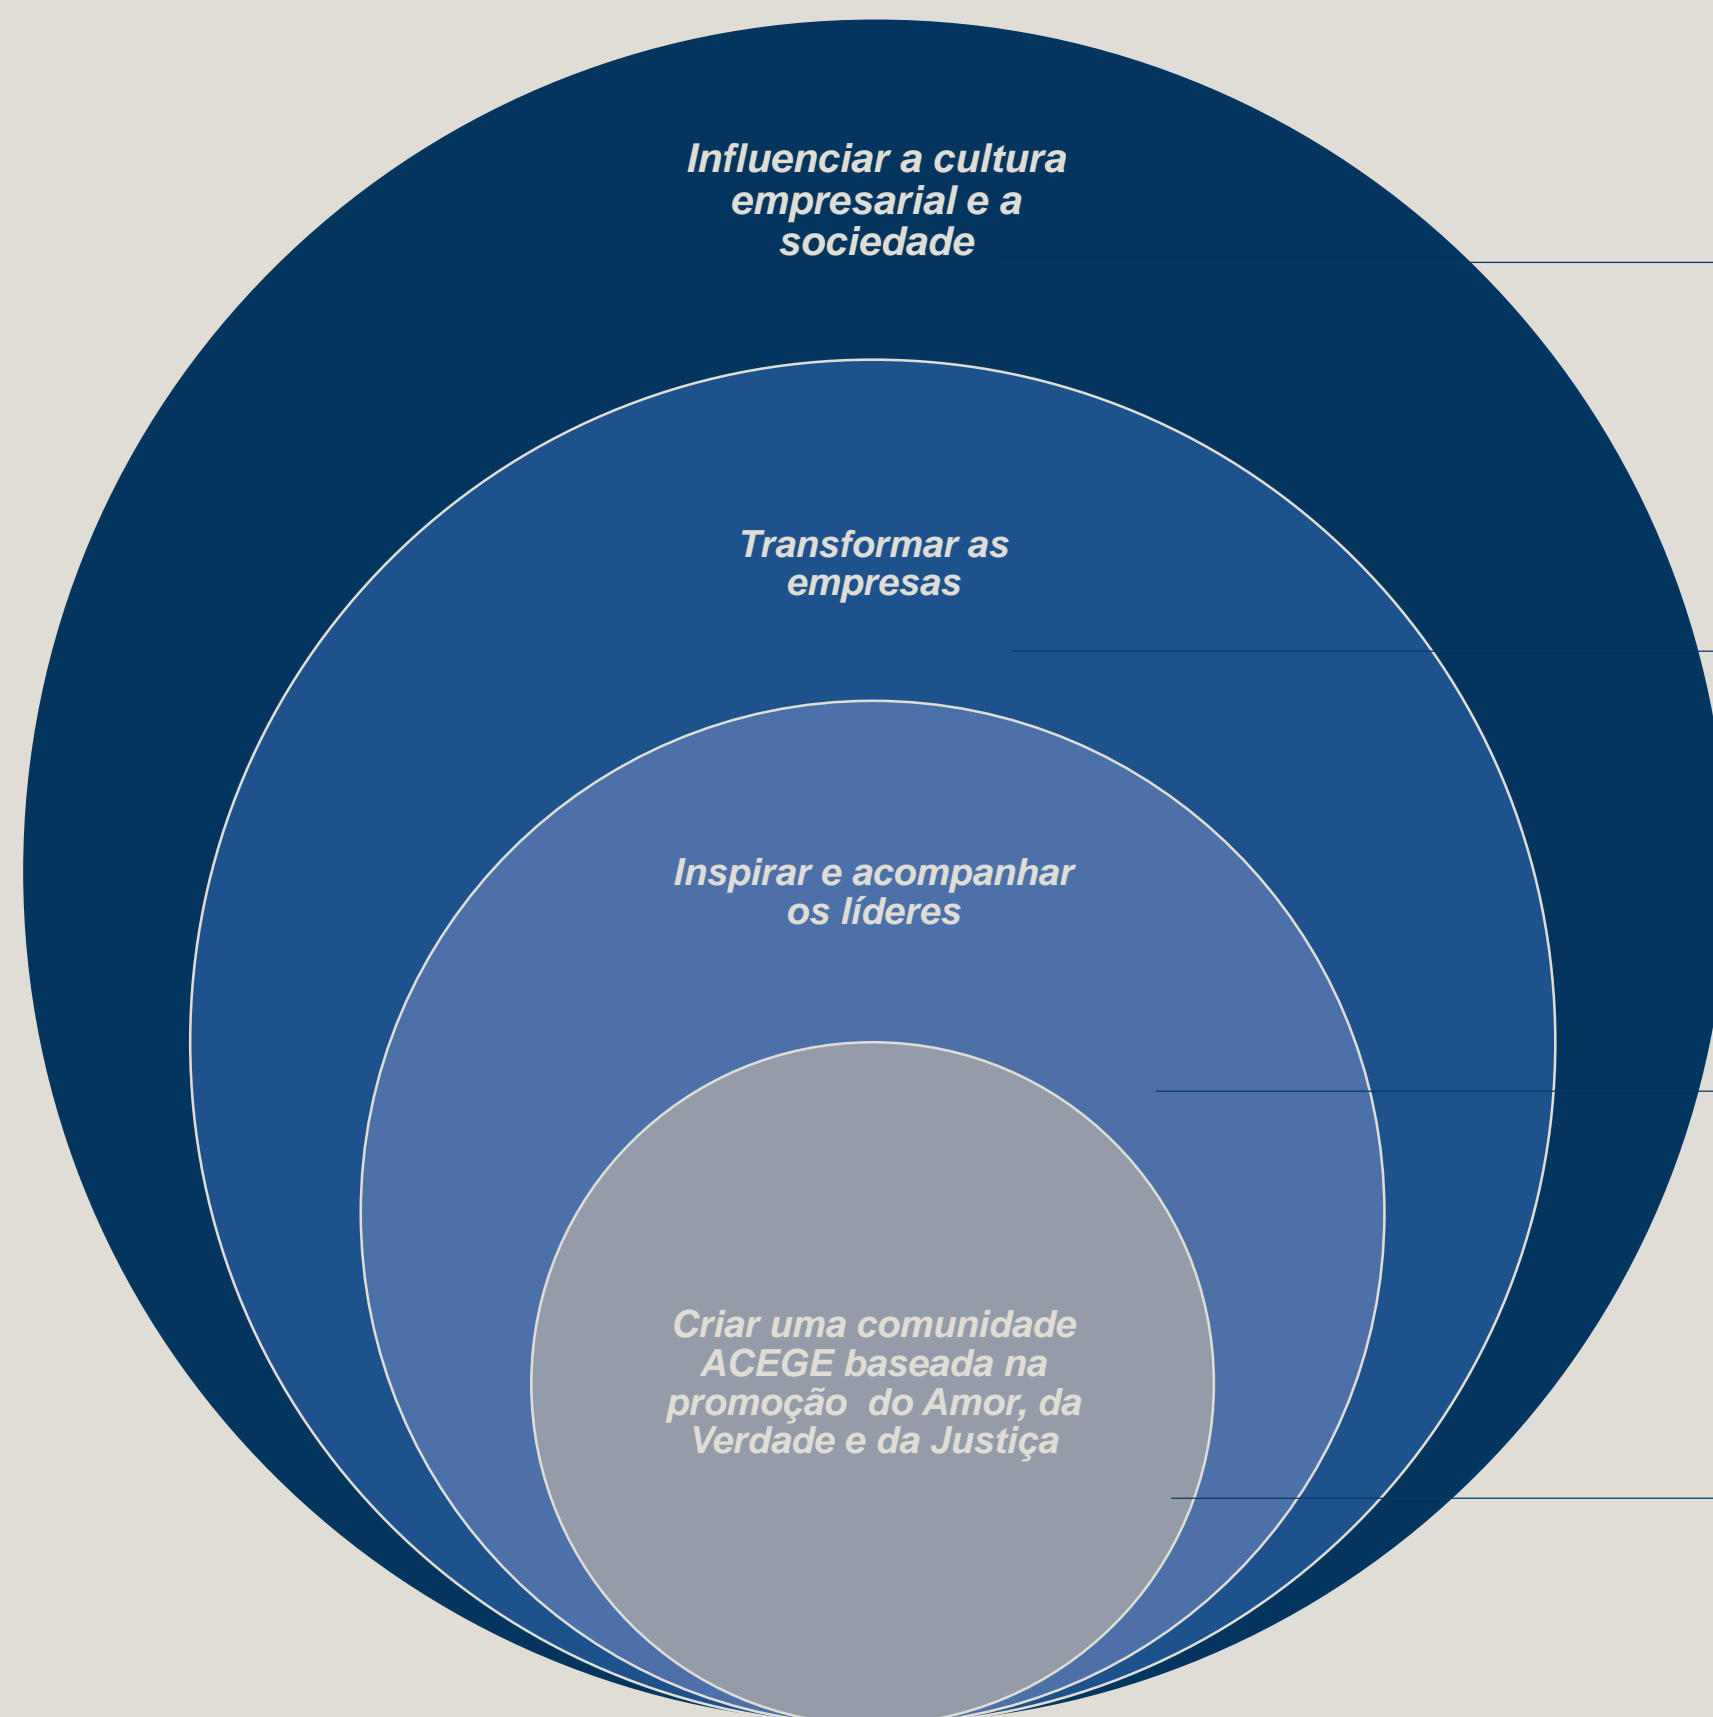 Influenciar a cultura
empresarial e a
sociedade
Transformar as
empresas
Inspirar e acompanhar
os líderes
Criar uma comunidade
ACEGE baseada na
promoção do Amor, da
Verdade e da Justiça